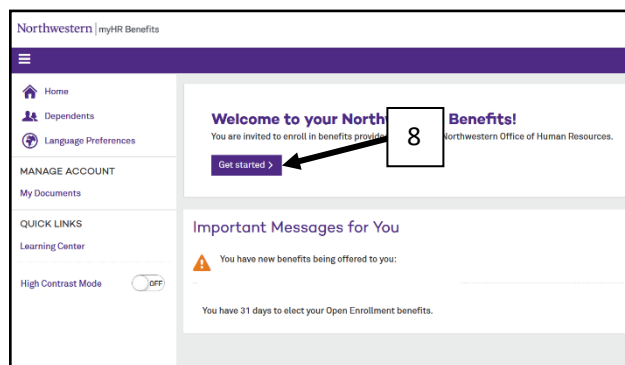 Northwestern | myHR Benefits
Home
Dependents
Language Preferences
MANAGE ACCOUNT
My Documents
QUICK LINKS
Learning Center
High Contrast Mode OFF
Welcome to your North Benefits!
You are invited to enroll in benefits provide Northwestern Office of Human Resources.
8
Get started >
Important Messages for You
You have new benefits being offered to you:
You have 31 days to elect your Open Enrollment benefits.